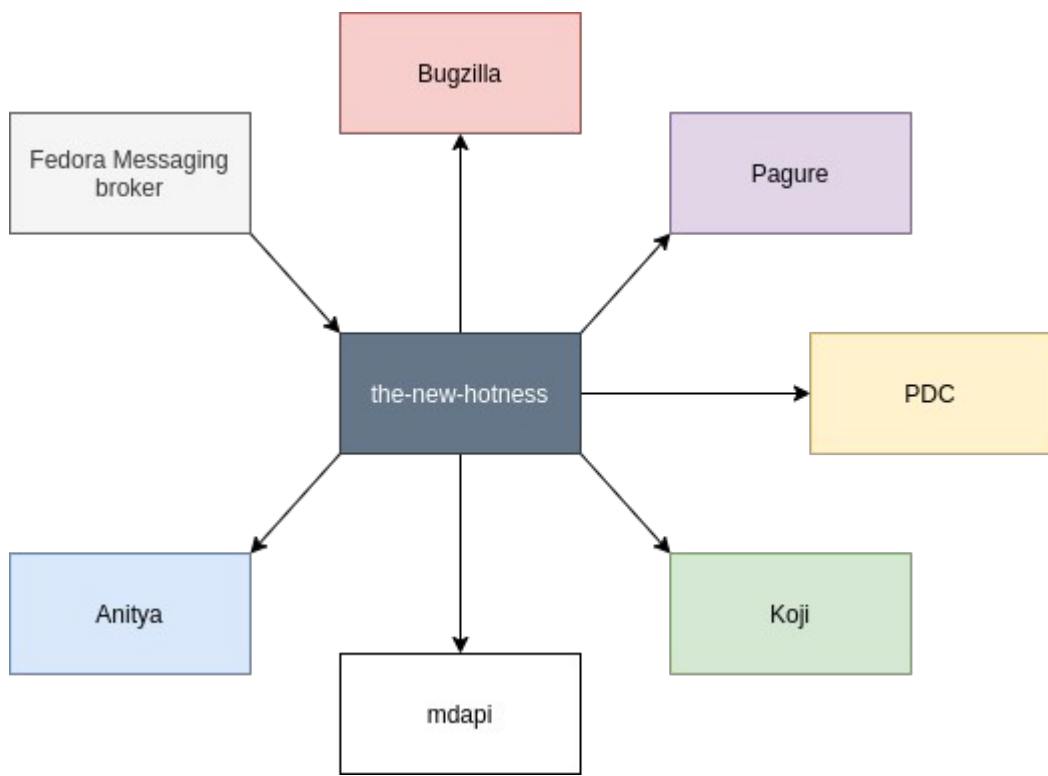 Bugzilla
Fedora Messaging
broker
Pagure
the-new-hotness
PDC
Anitya
Koji
mdapi